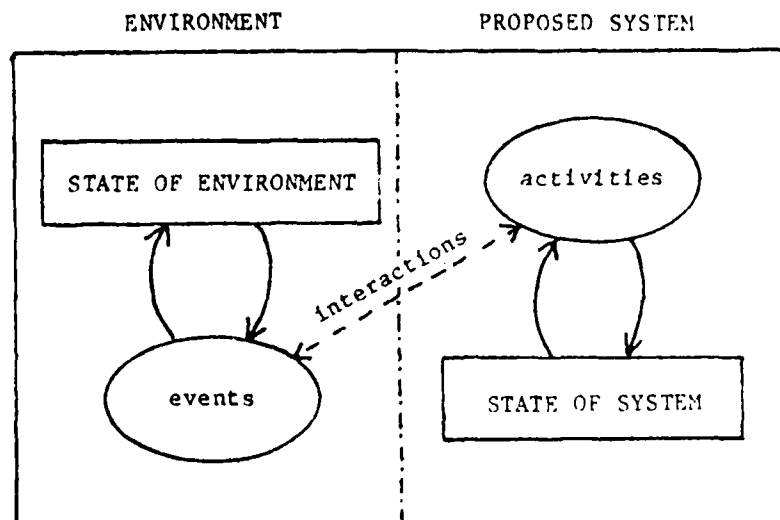 ENVIRONMENT PROPOSED SYSTEM
STATE OF ENVIRONMENT
activities
interactions
events
STATE OF SYSTEM